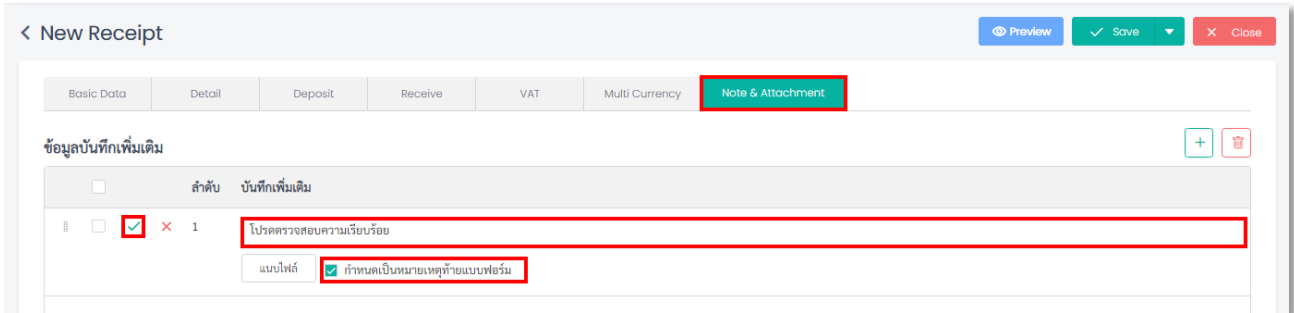 New Receipt
Preview
Save
Close
Basic Data
Detail
Deposit
Receive
VAT
Multi Currency
Note & Attachment
ข้อมูลบันทึกเพิ่มเติม
ลำดับ บันทึกเพิ่มเติม
1 โปรดตรวจสอบความเรียบร้อย
แนบไฟล์ กำหนดเป็นหมายเหตุท้ายแบบฟอร์ม